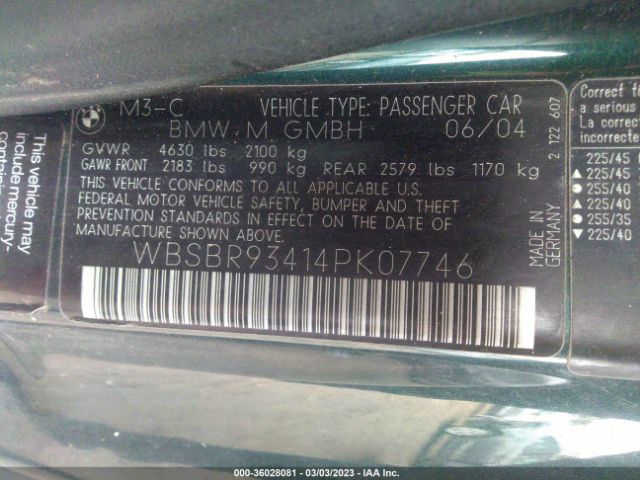 BMW
M3-C VEHICLE TYPE: PASSENGER CAR
BMW M GMBH 06/04
GVWR 4630 lbs 2100 kg
GAWR FRONT 2183 lbs 990 kg REAR 2579 lbs 1170 kg
THIS VEHICLE CONFORMS TO ALL APPLICABLE U.S.
FEDERAL MOTOR VEHICLE SAFETY, BUMPER AND THEFT
PREVENTION STANDARDS IN EFFECT ON THE DATE OF
MANUFACTURE SHOWN ABOVE.
WBSBR93414PK07746
MADE IN
GERMANY
2 122 607
This vehicle may
mercury-
Correct
a serious
La correct
incorrecte
225/45
▲ 225/45
255/40
▲ 225/40
255/35
▼ 225/40
000-36028081 - 03/03/2023 - IAA Inc.